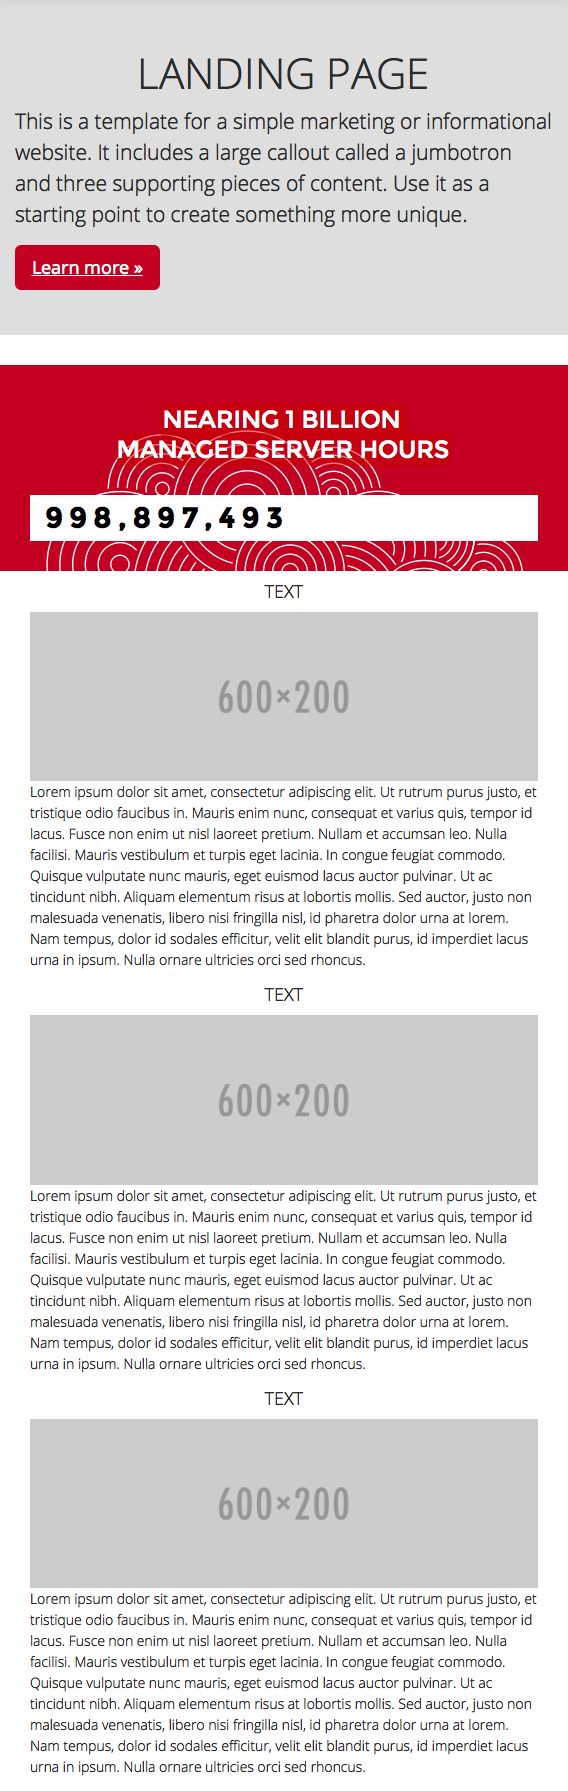 LANDING PAGE
This is a template for a simple marketing or informational
website. It includes a large callout called a jumbotron
and three supporting pieces of content. Use it as a
starting point to create something more unique.
Learn more »
NEARING 1 BILLION
MANAGED SERVER HOURS
998,897,493
TEXT
600×200
Lorem ipsum dolor sit amet, consectetur adipiscing elit. Ut rutrum purus justo, et
tristique odio faucibus in. Mauris enim nunc, consequat et varius quis, tempor id
lacus. Fusce non enim ut nisl laoreet pretium. Nullam et accumsan leo. Nulla
facilisi. Mauris vestibulum et turpis eget lacinia. In congue feugiat commodo.
Quisque vulputate nunc mauris, eget euismod lacus auctor pulvinar. Ut ac
tincidunt nibh. Aliquam elementum risus at lobortis mollis. Sed auctor, justo non
malesuada venenatis, libero nisi fringilla nisl, id pharetra dolor urna at lorem.
Nam tempus, dolor id sodales efficitur, velit elit blandit purus, id imperdiet lacus
urna in ipsum. Nulla ornare ultricies orci sed rhoncus.
TEXT
600×200
Lorem ipsum dolor sit amet, consectetur adipiscing elit. Ut rutrum purus justo, et
tristique odio faucibus in. Mauris enim nunc, consequat et varius quis, tempor id
lacus. Fusce non enim ut nisl laoreet pretium. Nullam et accumsan leo. Nulla
facilisi. Mauris vestibulum et turpis eget lacinia. In congue feugiat commodo.
Quisque vulputate nunc mauris, eget euismod lacus auctor pulvinar. Ut ac
tincidunt nibh. Aliquam elementum risus at lobortis mollis. Sed auctor, justo non
malesuada venenatis, libero nisi fringilla nisl, id pharetra dolor urna at lorem.
Nam tempus, dolor id sodales efficitur, velit elit blandit purus, id imperdiet lacus
urna in ipsum. Nulla ornare ultricies orci sed rhoncus.
TEXT
600×200
Lorem ipsum dolor sit amet, consectetur adipiscing elit. Ut rutrum purus justo, et
tristique odio faucibus in. Mauris enim nunc, consequat et varius quis, tempor id
lacus. Fusce non enim ut nisl laoreet pretium. Nullam et accumsan leo. Nulla
facilisi. Mauris vestibulum et turpis eget lacinia. In congue feugiat commodo.
Quisque vulputate nunc mauris, eget euismod lacus auctor pulvinar. Ut ac
tincidunt nibh. Aliquam elementum risus at lobortis mollis. Sed auctor, justo non
malesuada venenatis, libero nisi fringilla nisl, id pharetra dolor urna at lorem.
Nam tempus, dolor id sodales efficitur, velit elit blandit purus, id imperdiet lacus
urna in ipsum. Nulla ornare ultricies orci sed rhoncus.